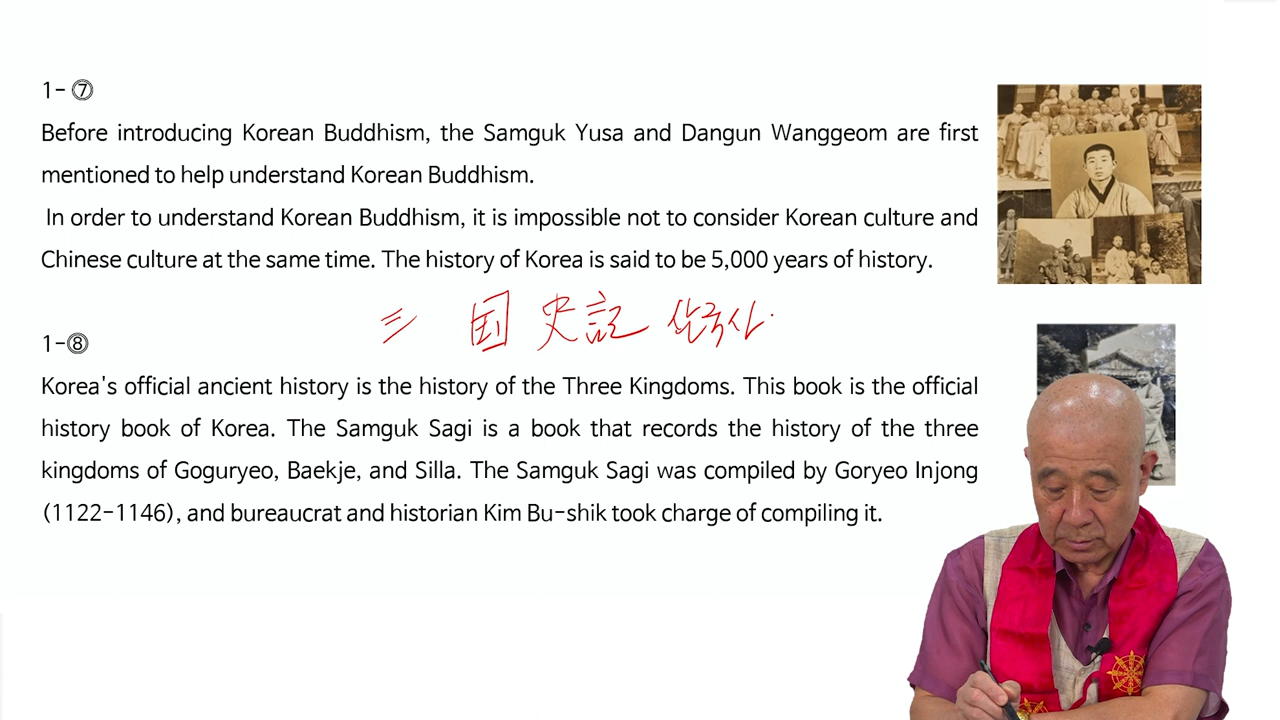 1-⑦
Before introducing Korean Buddhism, the Samguk Yusa and Dangun Wanggeom are first
mentioned to help understand Korean Buddhism.
In order to understand Korean Buddhism, it is impossible not to consider Korean culture and
Chinese culture at the same time. The history of Korea is said to be 5,000 years of history.
三 国 史記 삼국사
1-⑧
Korea's official ancient history is the history of the Three Kingdoms. This book is the official
history book of Korea. The Samguk Sagi is a book that records the history of the three
kingdoms of Goguryeo, Baekje, and Silla. The Samguk Sagi was compiled by Goryeo Injong
(1122-1146), and bureaucrat and historian Kim Bu-shik took charge of compiling it.